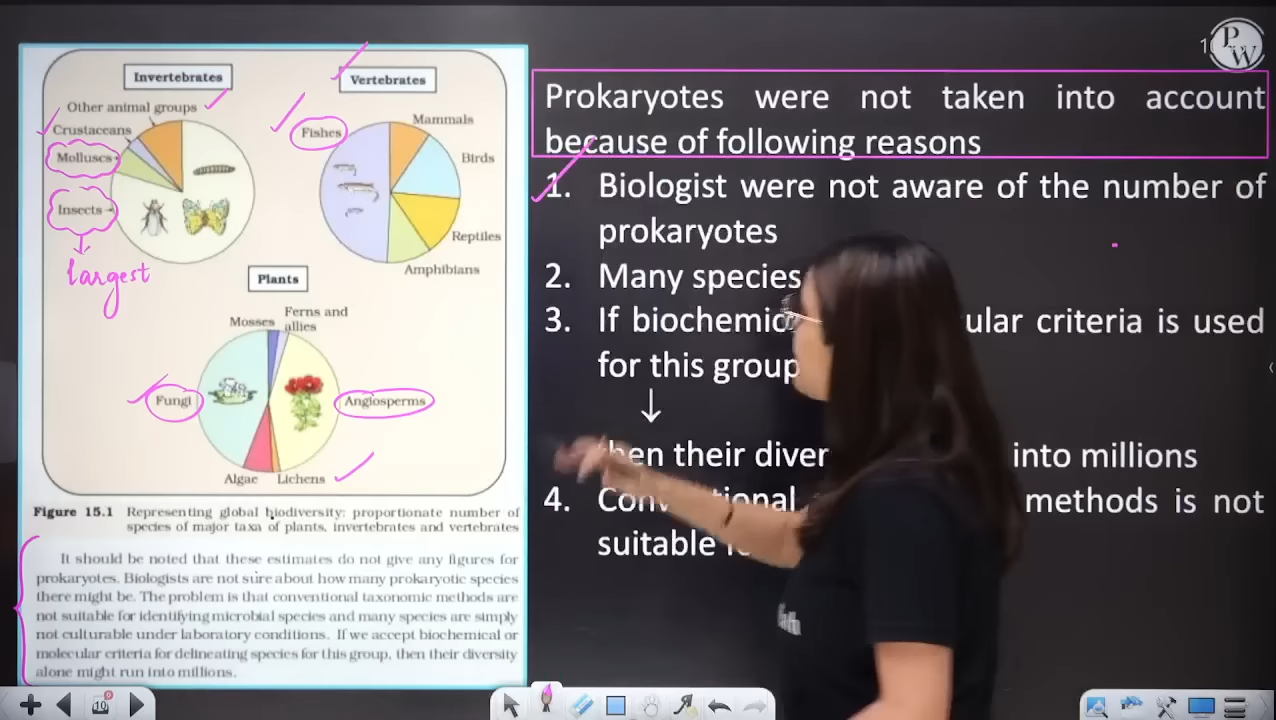 Invertebrates
Vertebrates
Other animal groups
Crustaceans
Molluscs
Insects
largest
Fishes
Mammals
Birds
Reptiles
Amphibians
Plants
Mosses
Ferns and
allies
Fungi
Angiosperms
Algae
Lichens
Figure 15.1 Representing global biodiversity: proportionate number of
species of major taxa of plants, invertebrates and vertebrates
It should be noted that these estimates do not give any figures for
prokaryotes. Biologists are not sure about how many prokaryotic species
there might be. The problem is that conventional taxonomic methods are
not suitable for identifying microbial species and many species are simply
not culturable under laboratory conditions. If we accept biochemical or
molecular criteria for delineating species for this group, then their diversity
alone might run into millions.
PW
Prokaryotes were not taken into account
because of following reasons
1. Biologist were not aware of the number of
prokaryotes
2. Many species
3. If ular criteria is used
for this group
↓
then their into millions
4. methods is not
suitable
10